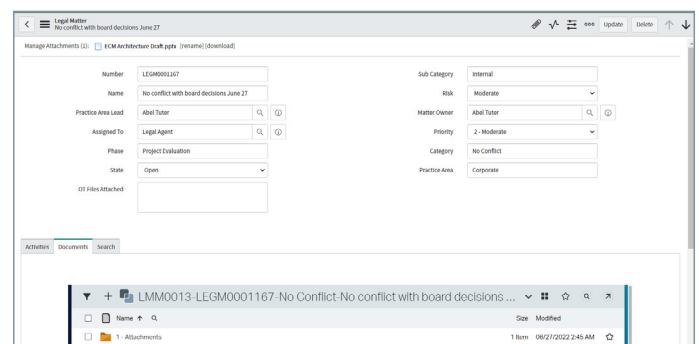 Legal Matter
No conflict with board decisions June 27
Update
Delete
Manage Attachments (1): ECM Architecture Draft.pptx [rename] [download]
Number LEGM0001167
Sub Category Internal
Name No conflict with board decisions June 27
Risk Moderate
Practice Area Lead Abel Tuter
Matter Owner Abel Tuter
Assigned To Legal Agent
Priority 2 - Moderate
Phase Project Evaluation
Category No Conflict
State Open
Practice Area Corporate
OT Files Attached
Activities Documents Search
LMM0013-LEGM0001167-No Conflict-No conflict with board decisions ...
Name Size Modified
1 - Attachments 1 Item 06/27/2022 2:45 AM